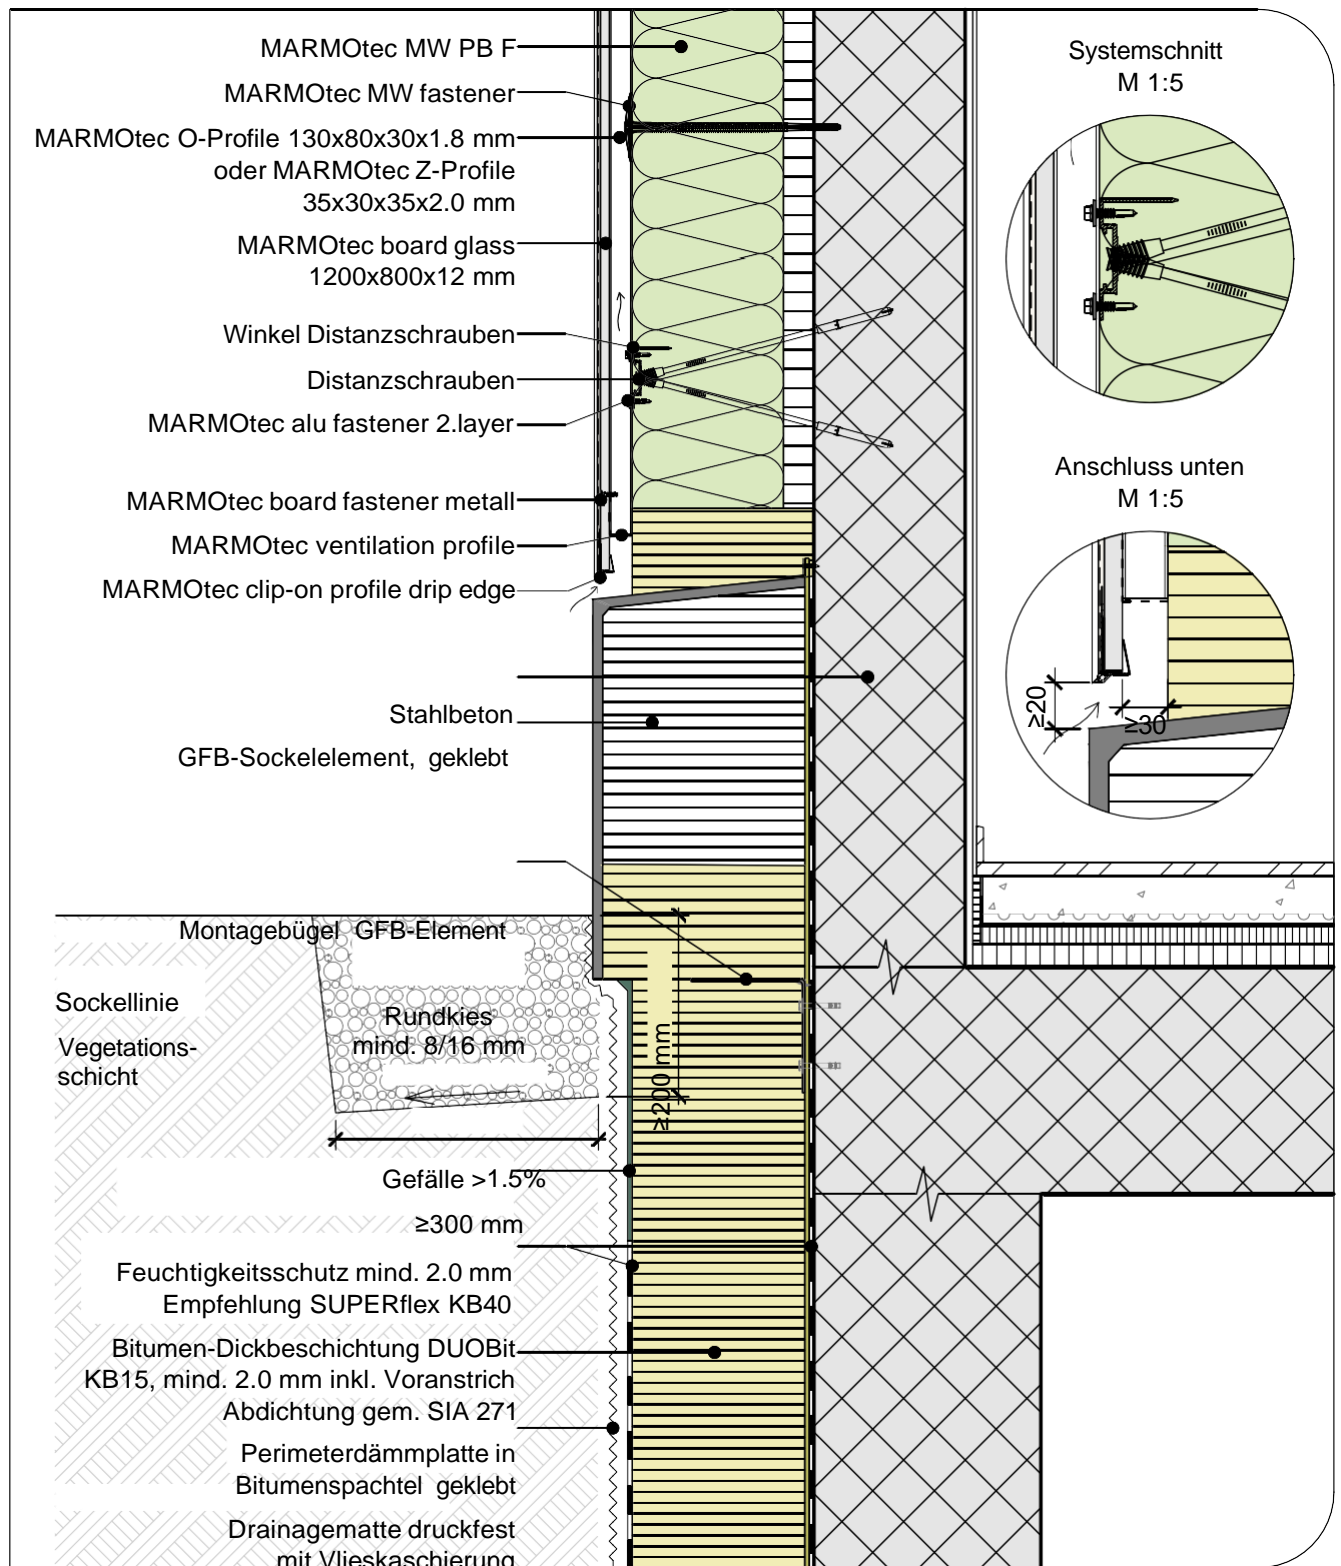 MARMOtec MW PB F
MARMOtec MW fastener
MARMOtec O-Profile 130x80x30x1.8 mm
oder MARMOtec Z-Profile
35x30x35x2.0 mm
MARMOtec board glass
1200x800x12 mm
Winkel Distanzschrauben
Distanzschrauben
MARMOtec alu fastener 2.layer
MARMOtec board fastener metall
MARMOtec ventilation profile
MARMOtec clip-on profile drip edge
Stahlbeton
GFB-Sockelelement, geklebt
Montagebügel GFB-Element
Sockellinie
Vegetations-
schicht
Rundkies
mind. 8/16 mm
≥200 mm
Gefälle >1.5%
≥300 mm
Feuchtigkeitsschutz mind. 2.0 mm
Empfehlung SUPERflex KB40
Bitumen-Dickbeschichtung DUOBit
KB15, mind. 2.0 mm inkl. Voranstrich
Abdichtung gem. SIA 271
Perimeterdämmplatte in
Bitumenspachtel geklebt
Drainagematte druckfest
mit Vlieskaschierung
Systemschnitt
M 1:5
Anschluss unten
M 1:5
≥20
≥30